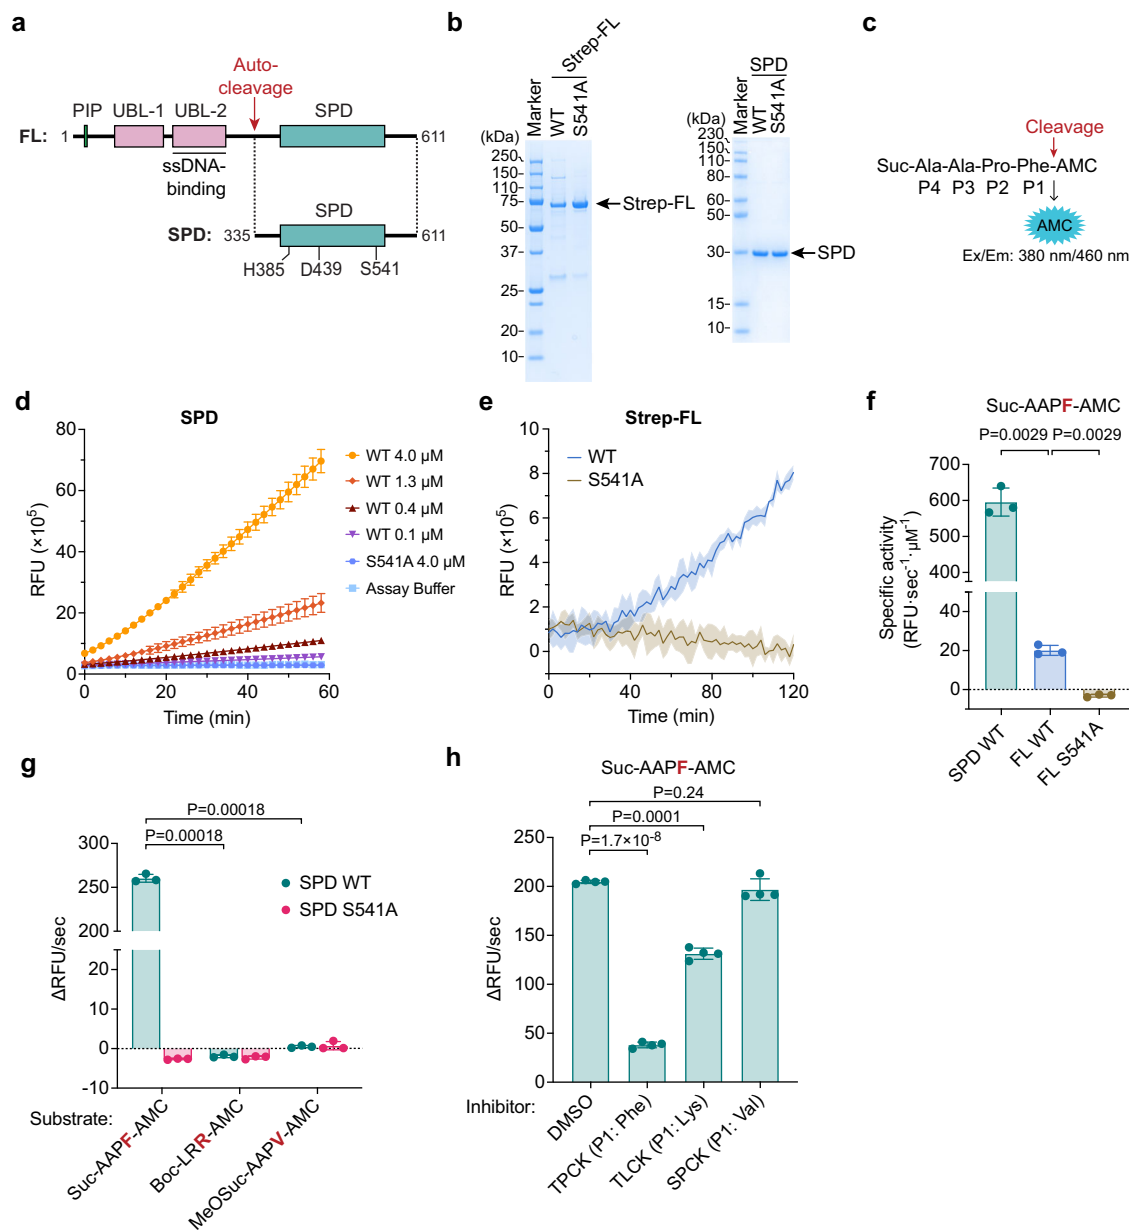 a
Auto-
cleavage
PIP UBL-1 UBL-2 SPD
FL: 1 611
ssDNA-
binding
SPD
SPD: 335 611
H385 D439 S541
b
Strep-FL
Marker WT S541A
(kDa)
250
150
110
75
50
37
25
20
10
Strep-FL
SPD
Marker WT S541A
(kDa)
230
150
110
80
60
50
30
15
10
SPD
c
Cleavage
Suc-Ala-Ala-Pro-Phe-AMC
P4 P3 P2 P1
AMC
Ex/Em: 380 nm/460 nm
d
SPD
RFU (×10⁵)
80
60
40
20
0
0 20 40 60
Time (min)
WT 4.0 μM
WT 1.3 μM
WT 0.4 μM
WT 0.1 μM
S541A 4.0 μM
Assay Buffer
e
Strep-FL
RFU (×10⁵)
10
8
6
4
2
0
0 40 80 120
Time (min)
WT
S541A
f
Suc-AAPF-AMC
P=0.0029 P=0.0029
Specific activity
(RFU·sec⁻¹·μM⁻¹)
700
600
500
40
20
0
SPD WT
FL WT
FL S541A
g
P=0.00018
P=0.00018
ΔRFU/sec
300
250
200
20
10
0
-10
SPD WT
SPD S541A
Substrate:
Suc-AAPF-AMC
Boc-LRR-AMC
MeOSuc-AAPV-AMC
h
Suc-AAPF-AMC
P=0.24
P=0.0001
P=1.7×10⁻⁸
ΔRFU/sec
250
200
150
100
50
0
Inhibitor:
DMSO
TPCK (P1: Phe)
TLCK (P1: Lys)
SPCK (P1: Val)